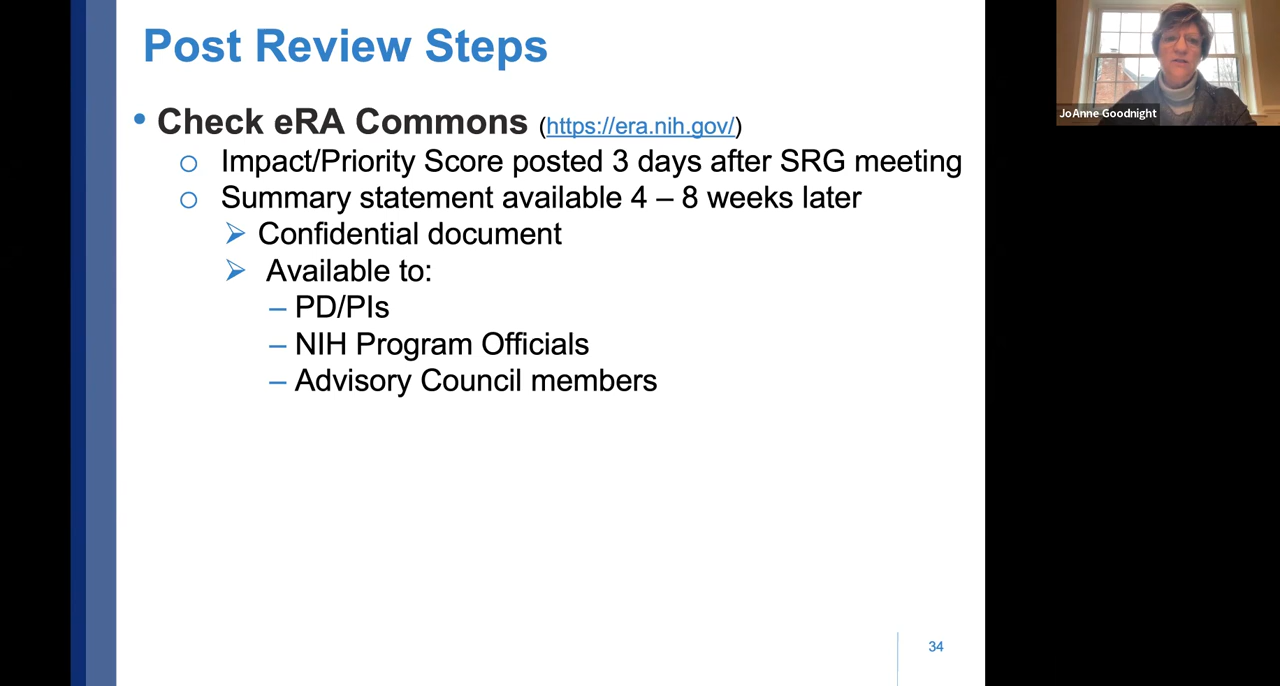 Post Review Steps
• Check eRA Commons (https://era.nih.gov/)
o Impact/Priority Score posted 3 days after SRG meeting
o Summary statement available 4 – 8 weeks later
➢ Confidential document
➢ Available to:
– PD/PIs
– NIH Program Officials
– Advisory Council members
34
JoAnne Goodnight